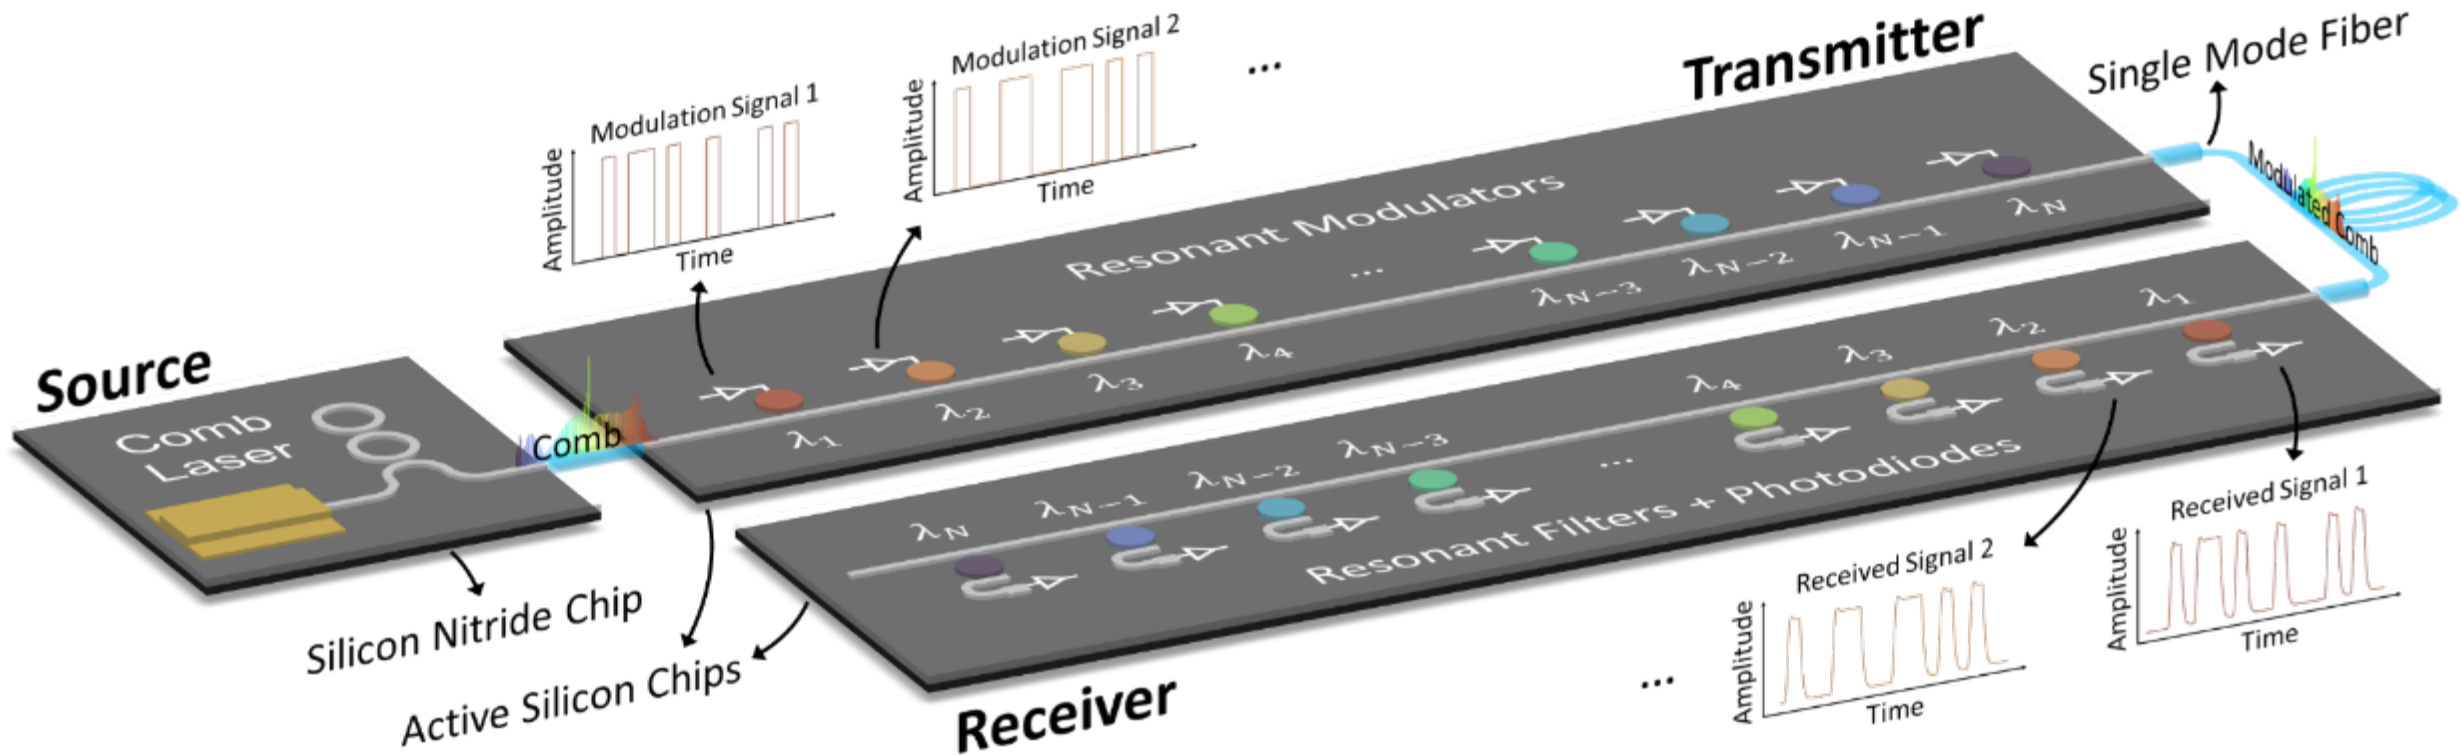 Source
Comb
Laser
Comb
Silicon Nitride Chip
Active Silicon Chips
Modulation Signal 1
Amplitude
Time
Modulation Signal 2
Amplitude
Time
...
Transmitter
Resonant Modulators
λ1
λ2
λ3
λ4
...
λN−3
λN−2
λN−1
λN
Single Mode Fiber
Modulated Comb
Receiver
λN
λN−1
λN−2
λN−3
...
λ4
λ3
λ2
λ1
Resonant Filters + Photodiodes
...
Received Signal 2
Amplitude
Time
Received Signal 1
Amplitude
Time